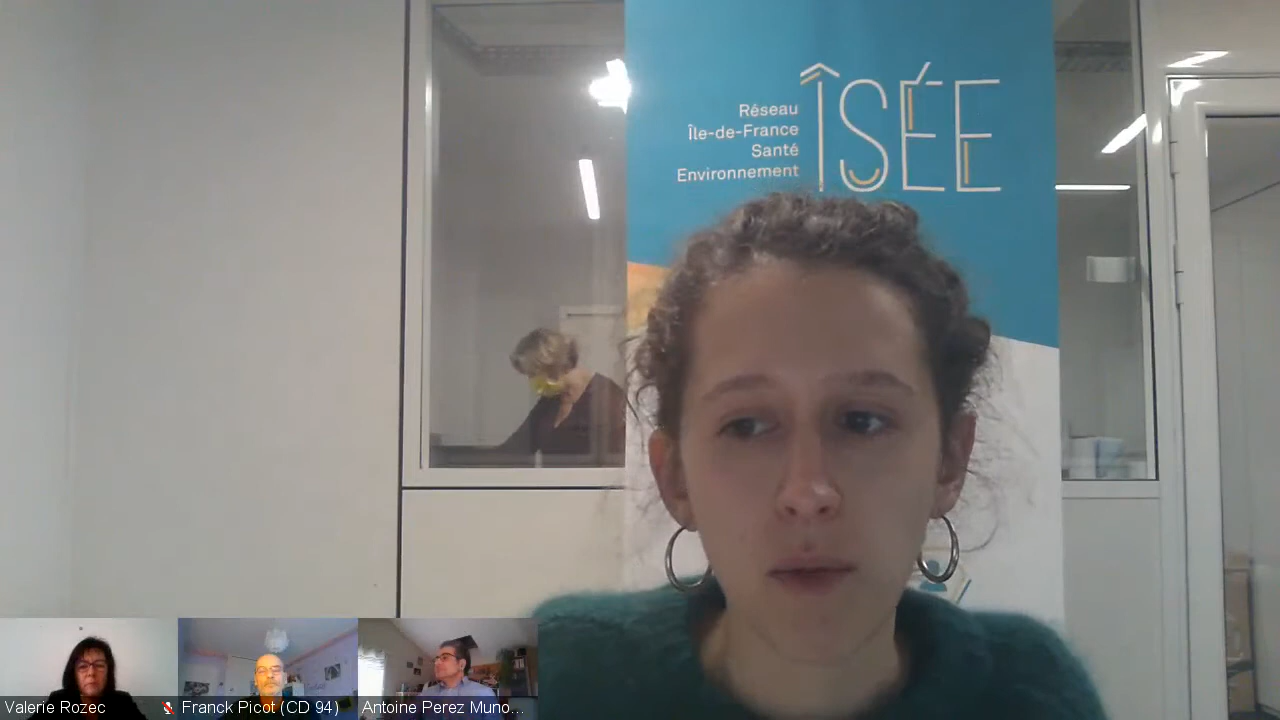 Réseau
Île-de-France
Santé
Environnement
ÎSÉE
Valerie Rozec
Franck Picot (CD 94)
Antoine Perez Muno...